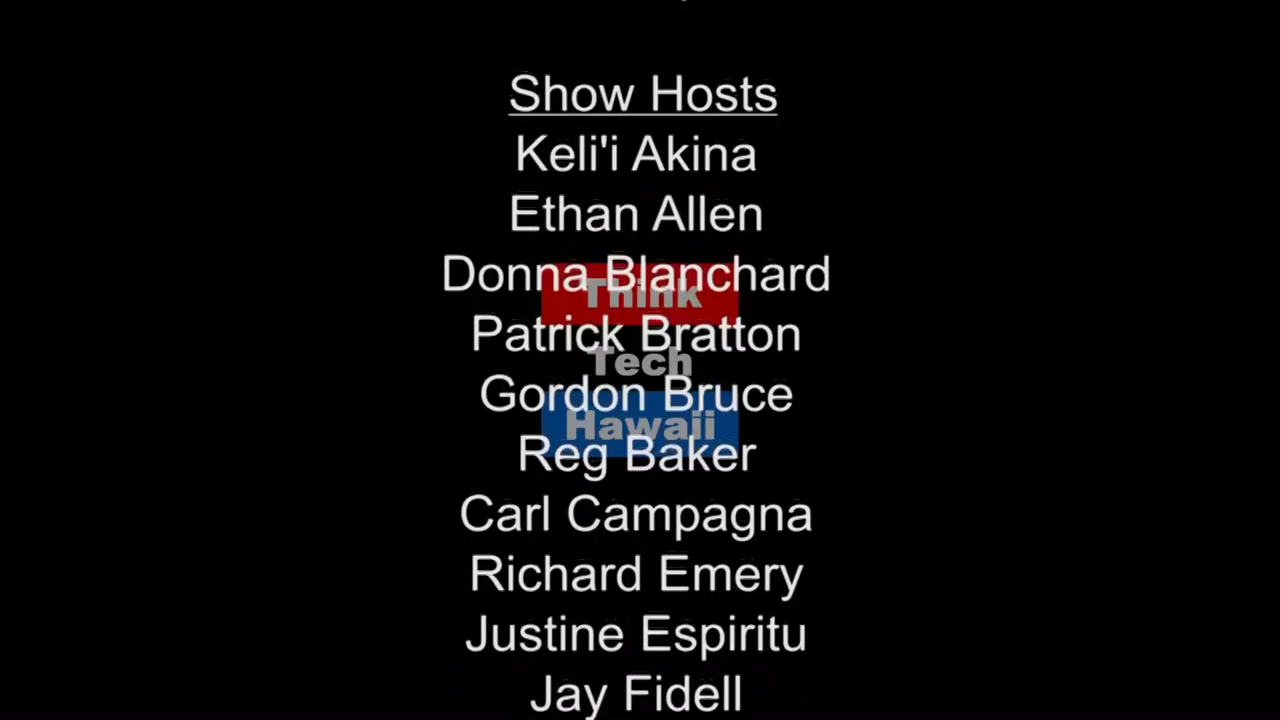 Show Hosts
Keli'i Akina
Ethan Allen
Donna Blanchard
Think
Patrick Bratton
Tech
Gordon Bruce
Hawaii
Reg Baker
Carl Campagna
Richard Emery
Justine Espiritu
Jay Fidell